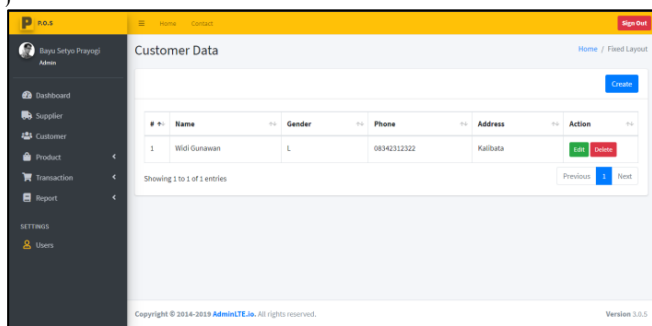 )
P P.O.S
Home Contact
Sign Out
Bayu Setyo Prayogi
Admin
Customer Data
Home / Fixed Layout
Dashboard
Supplier
Customer
Product
Transaction
Report
SETTINGS
Users
Create
# Name Gender Phone Address Action
1 Widi Gunawan L 08342312322 Kalibata Edit Delete
Showing 1 to 1 of 1 entries
Previous 1 Next
Copyright © 2014-2019 AdminLTE.io. All rights reserved.
Version 3.0.5